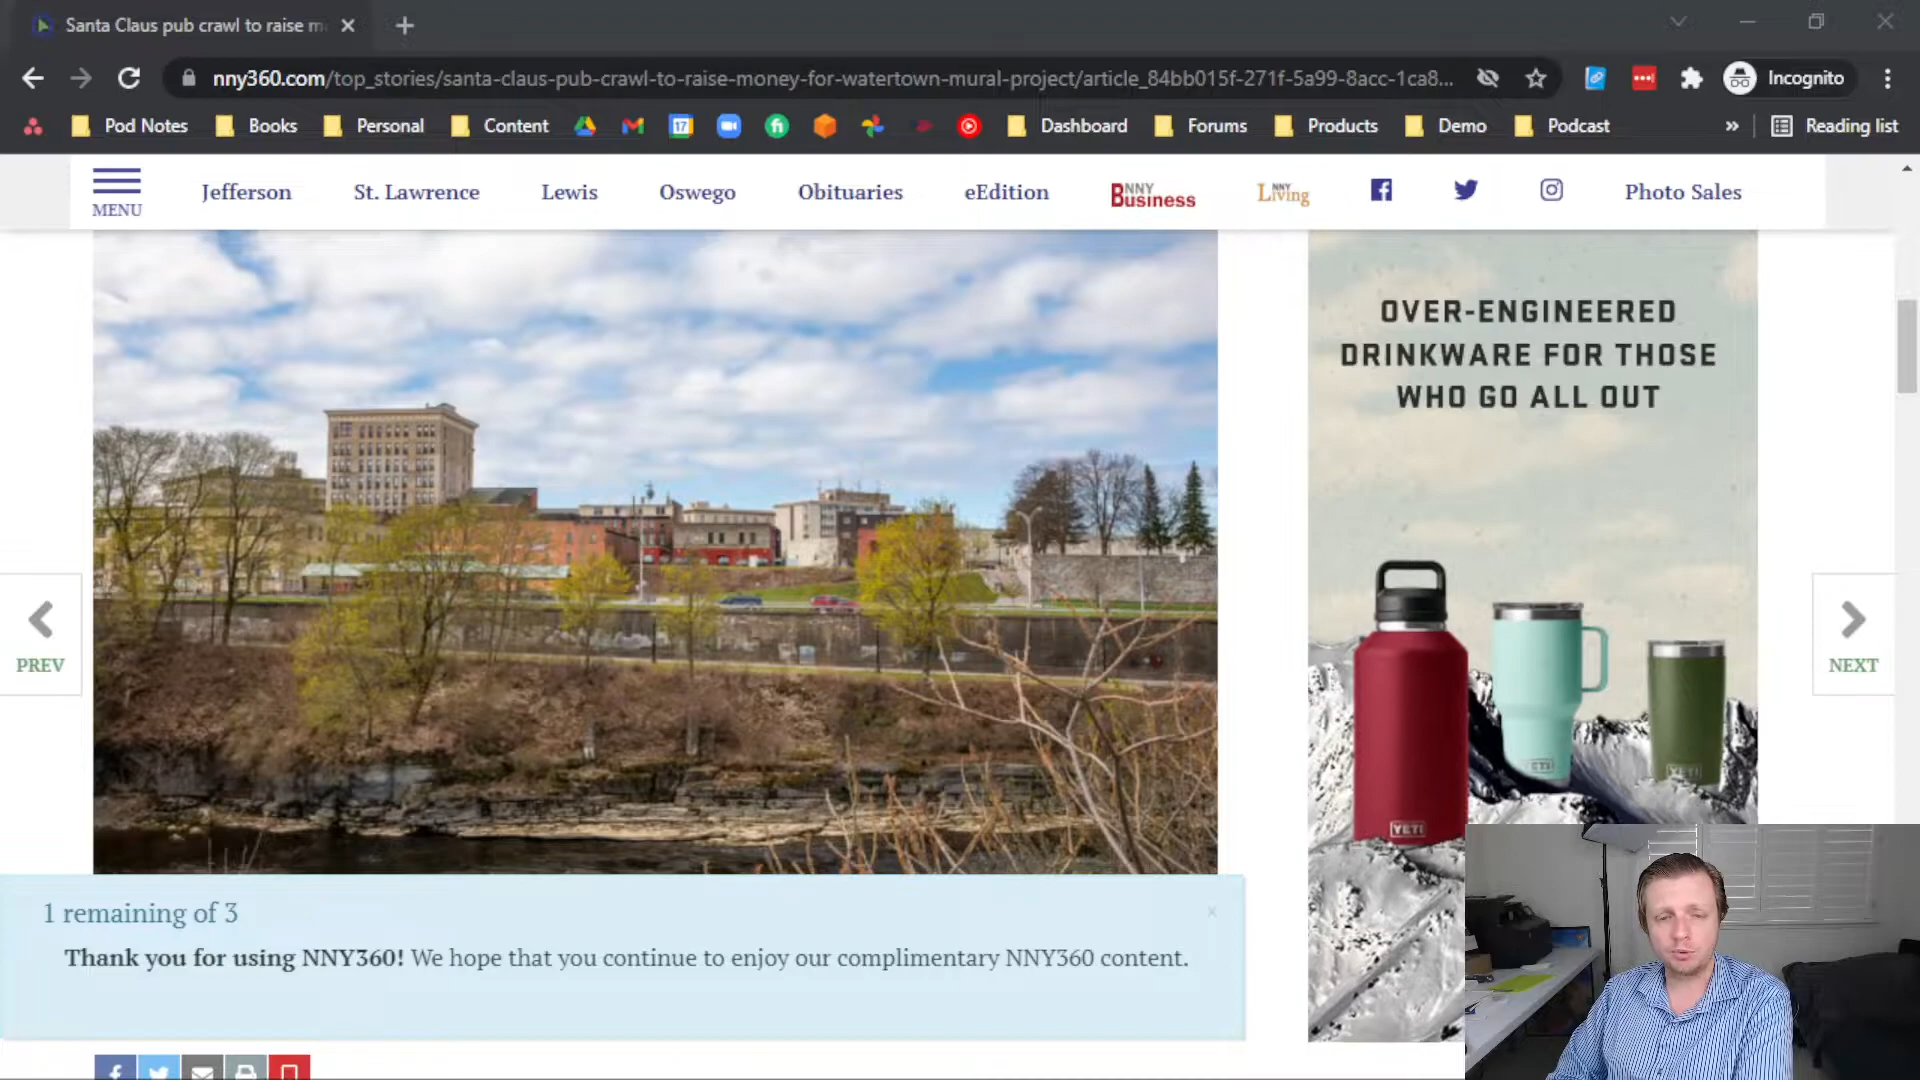 Santa Claus pub crawl to raise m
nny360.com/top_stories/santa-claus-pub-crawl-to-raise-money-for-watertown-mural-project/article_84bb015f-271f-5a99-8acc-1ca8...
Incognito
Pod Notes
Books
Personal
Content
17
Dashboard
Forums
Products
Demo
Podcast
»
Reading list
MENU
Jefferson
St. Lawrence
Lewis
Oswego
Obituaries
eEdition
NNY Business
NNY Living
Photo Sales
OVER-ENGINEERED
DRINKWARE FOR THOSE
WHO GO ALL OUT
PREV
NEXT
YETI
YETI
YETI
1 remaining of 3
x
Thank you for using NNY360! We hope that you continue to enjoy our complimentary NNY360 content.